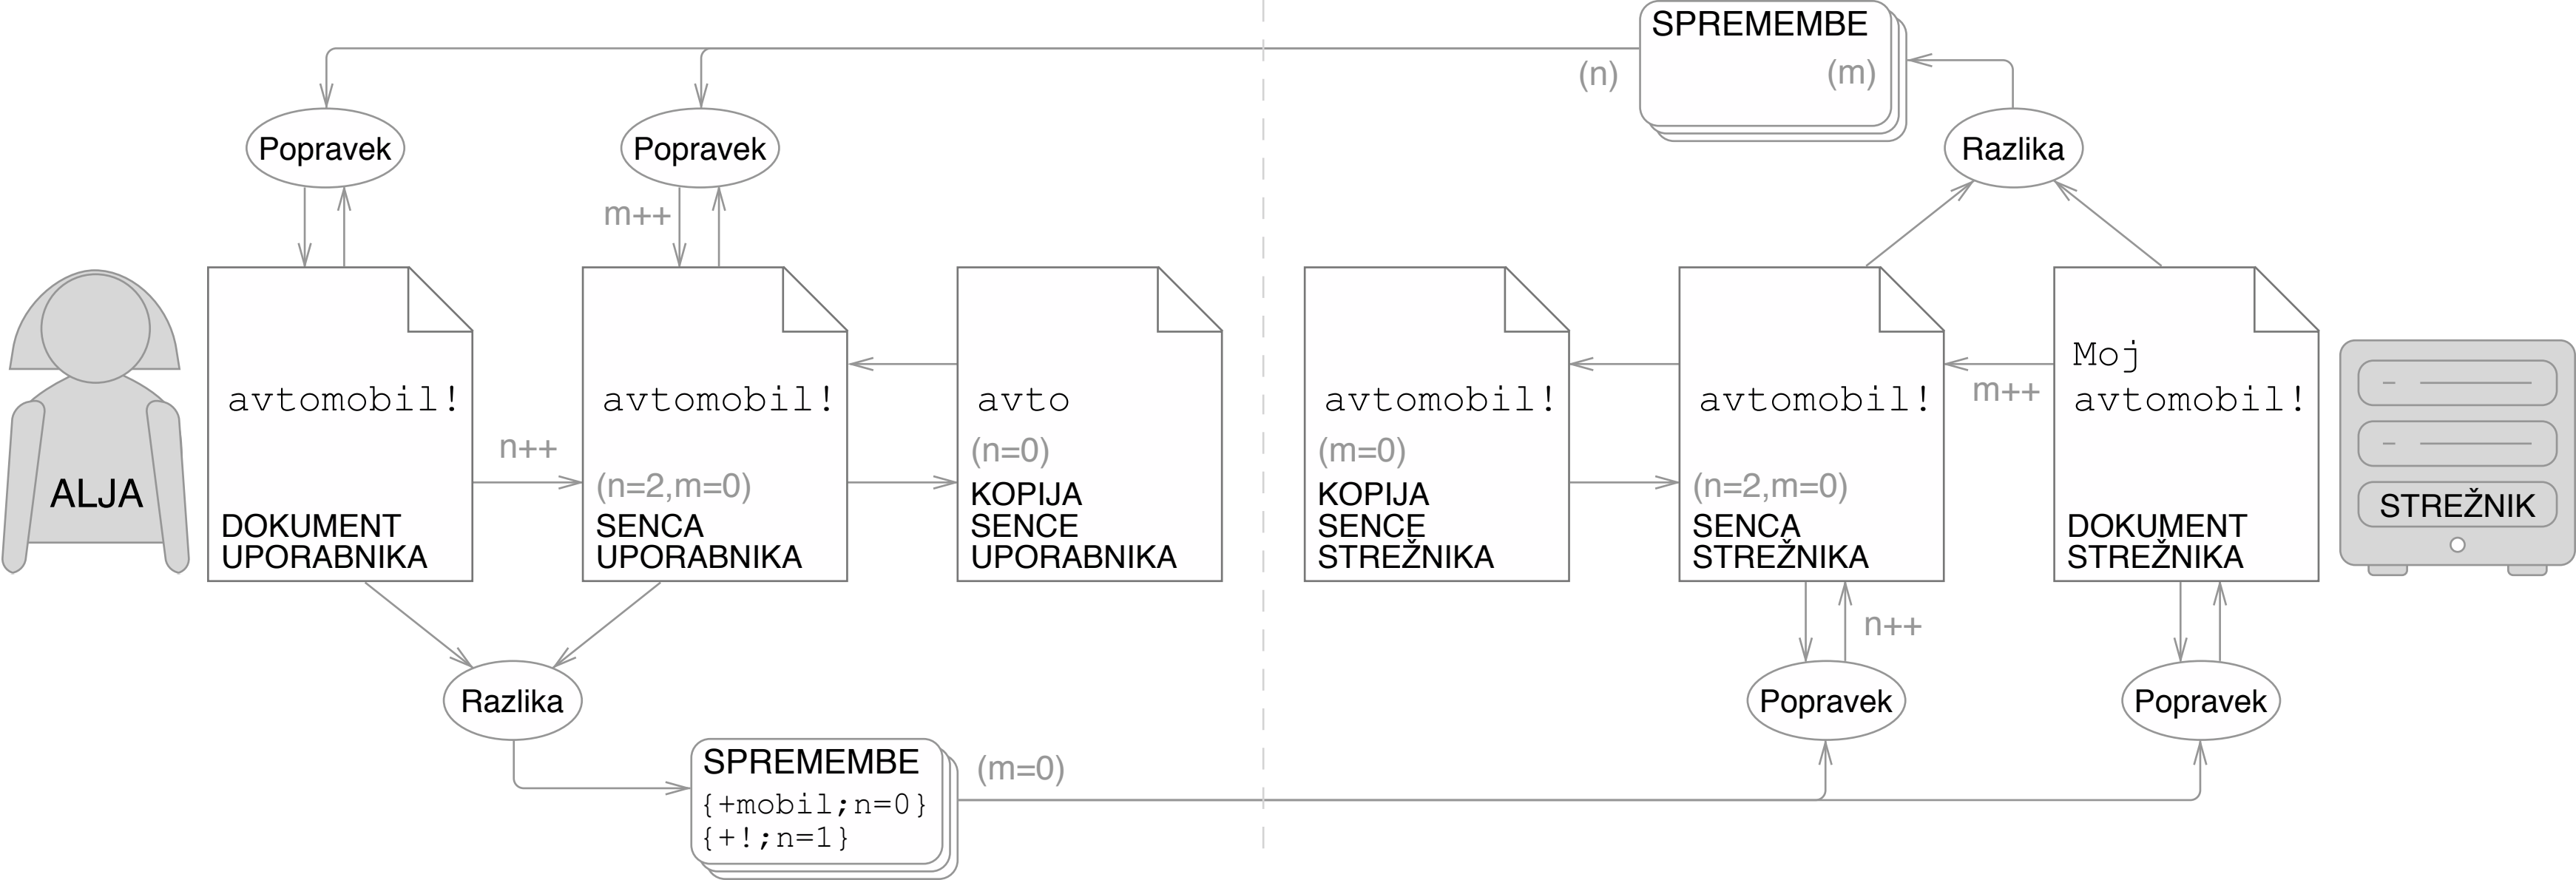 SPREMEMBE
(n)
(m)
Popravek
Popravek
Razlika
m++
ALJA
avtomobil!
DOKUMENT
UPORABNIKA
n++
avtomobil!
(n=2,m=0)
SENCA
UPORABNIKA
avto
(n=0)
KOPIJA
SENCE
UPORABNIKA
avtomobil!
(m=0)
KOPIJA
SENCE
STREŽNIKA
avtomobil!
(n=2,m=0)
SENCA
STREŽNIKA
m++
Moj
avtomobil!
DOKUMENT
STREŽNIKA
STREŽNIK
n++
Razlika
Popravek
Popravek
SPREMEMBE
{+mobil;n=0}
{+!;n=1}
(m=0)